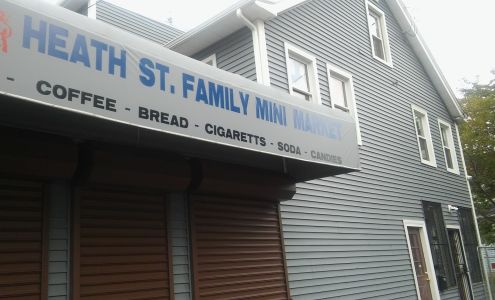 HEATH ST. FAMILY MINI MARKET
- COFFEE - BREAD - CIGARETTS - SODA - CANDIES